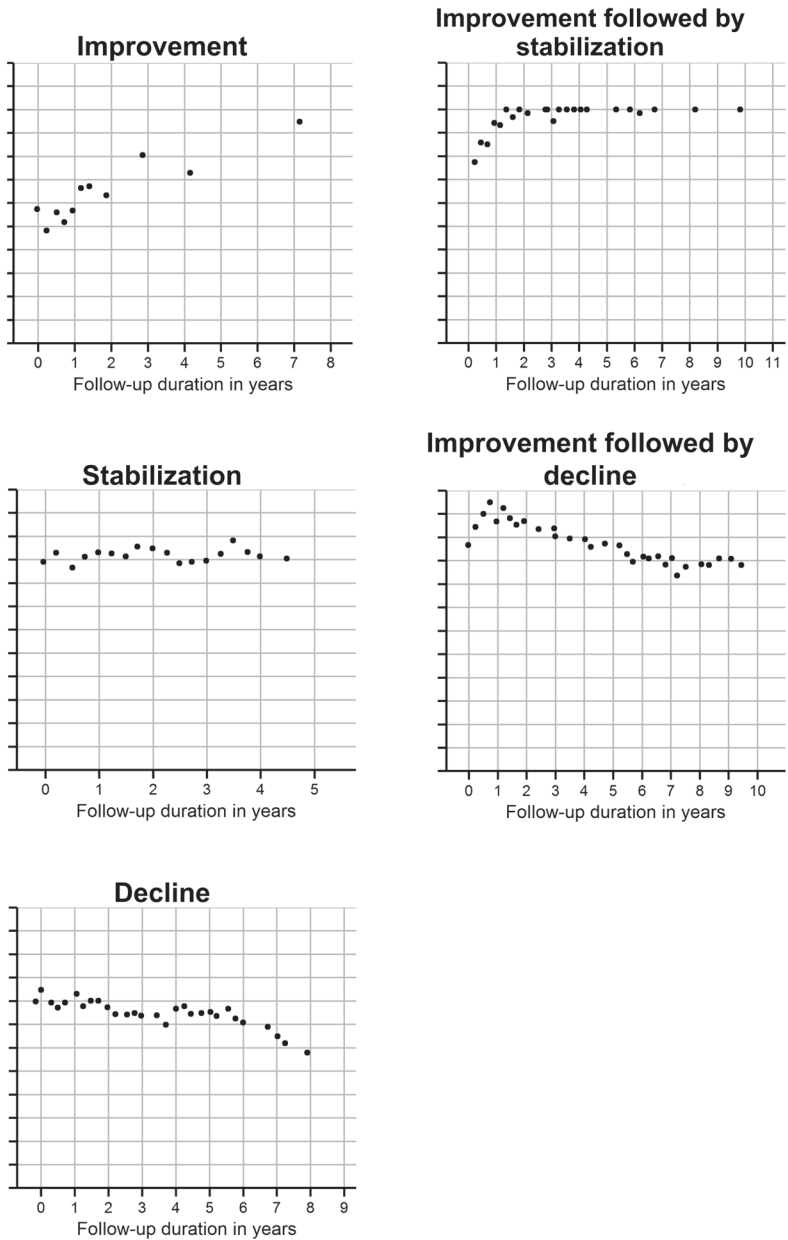 Improvement
0 1 2 3 4 5 6 7 8
Follow-up duration in years
Improvement followed by
stabilization
0 1 2 3 4 5 6 7 8 9 10 11
Follow-up duration in years
Stabilization
0 1 2 3 4 5
Follow-up duration in years
Improvement followed by
decline
0 1 2 3 4 5 6 7 8 9 10
Follow-up duration in years
Decline
0 1 2 3 4 5 6 7 8 9
Follow-up duration in years